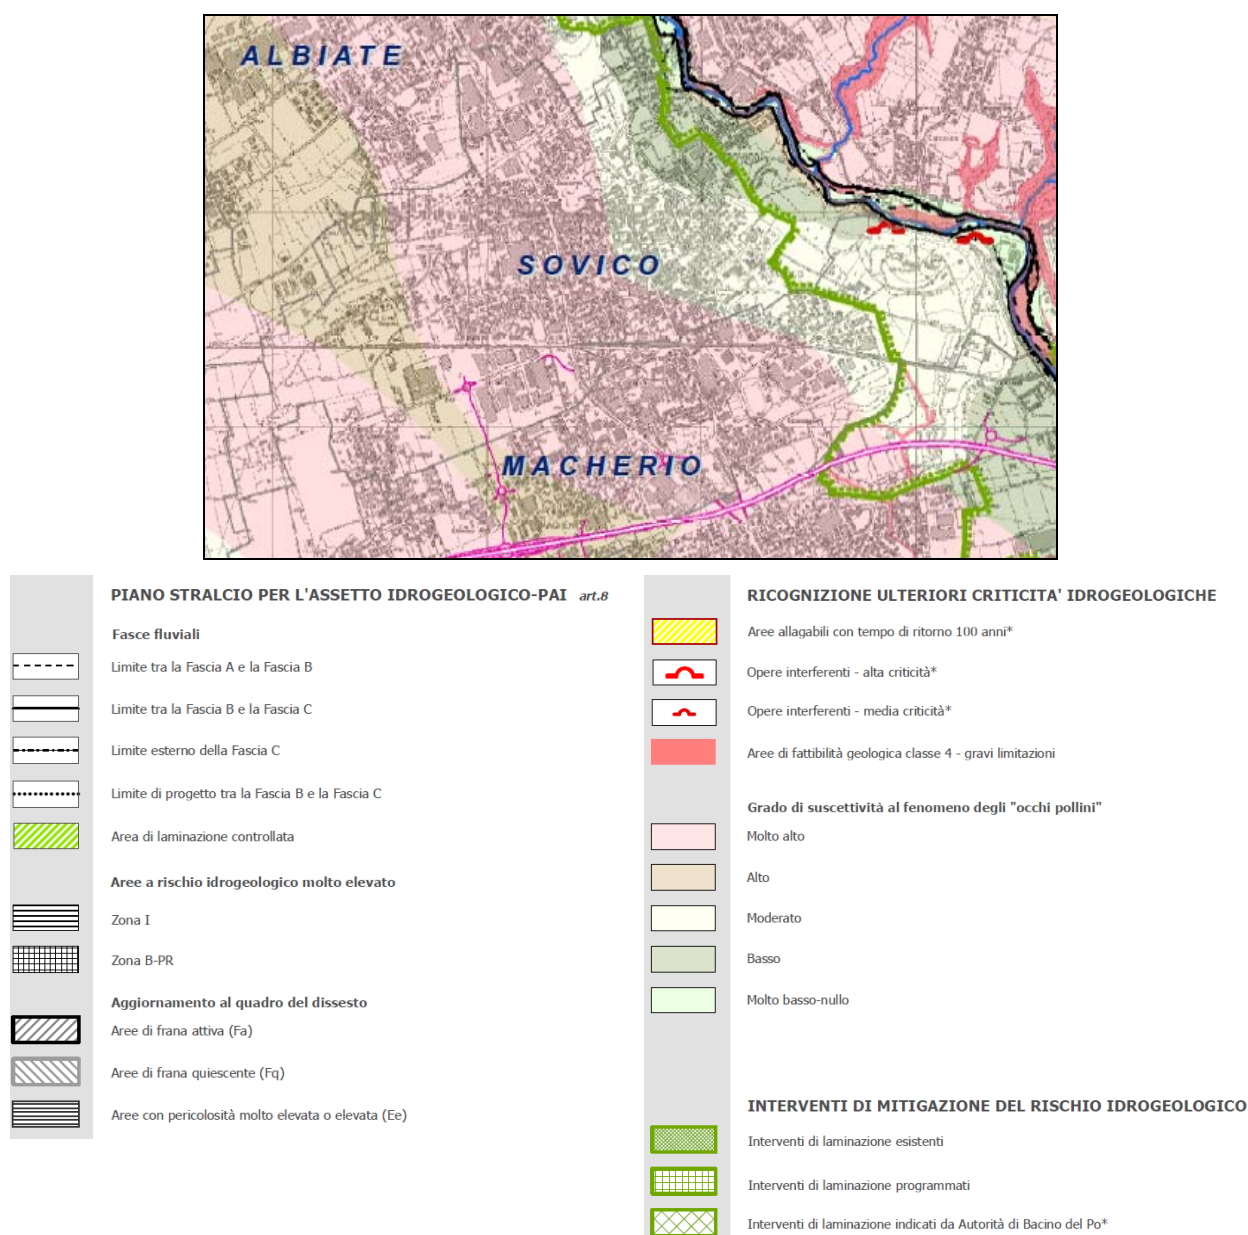 ALBIATE
SOVICO
MACHERIO
PIANO STRALCIO PER L'ASSETTO IDROGEOLOGICO-PAI art.8
Fasce fluviali
Limite tra la Fascia A e la Fascia B
Limite tra la Fascia B e la Fascia C
Limite esterno della Fascia C
Limite di progetto tra la Fascia B e la Fascia C
Area di laminazione controllata
Aree a rischio idrogeologico molto elevato
Zona I
Zona B-PR
Aggiornamento al quadro del dissesto
Aree di frana attiva (Fa)
Aree di frana quiescente (Fq)
Aree con pericolosità molto elevata o elevata (Ee)
RICOGNIZIONE ULTERIORI CRITICITA' IDROGEOLOGICHE
Aree allagabili con tempo di ritorno 100 anni*
Opere interferenti - alta criticità*
Opere interferenti - media criticità*
Aree di fattibilità geologica classe 4 - gravi limitazioni
Grado di suscettività al fenomeno degli "occhi pollini"
Molto alto
Alto
Moderato
Basso
Molto basso-nullo
INTERVENTI DI MITIGAZIONE DEL RISCHIO IDROGEOLOGICO
Interventi di laminazione esistenti
Interventi di laminazione programmati
Interventi di laminazione indicati da Autorità di Bacino del Po*